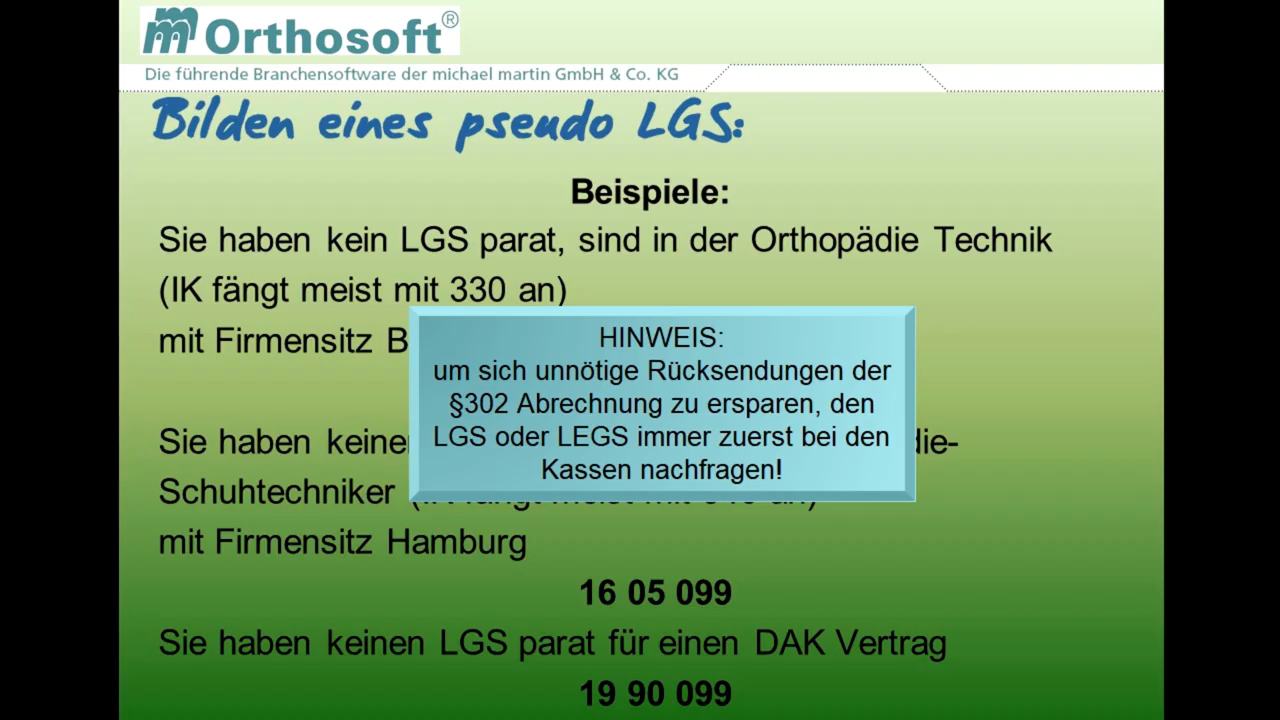 mm Orthosoft®
Die führende Branchensoftware der michael martin GmbH & Co. KG
Bilden eines pseudo LGS:
Beispiele:
Sie haben kein LGS parat, sind in der Orthopädie Technik
(IK fängt meist mit 330 an)
mit Firmensitz B
HINWEIS:
um sich unnötige Rücksendungen der
§302 Abrechnung zu ersparen, den
LGS oder LEGS immer zuerst bei den
Kassen nachfragen!
Sie haben keine die-
Schuhtechniker
mit Firmensitz Hamburg
16 05 099
Sie haben keinen LGS parat für einen DAK Vertrag
19 90 099